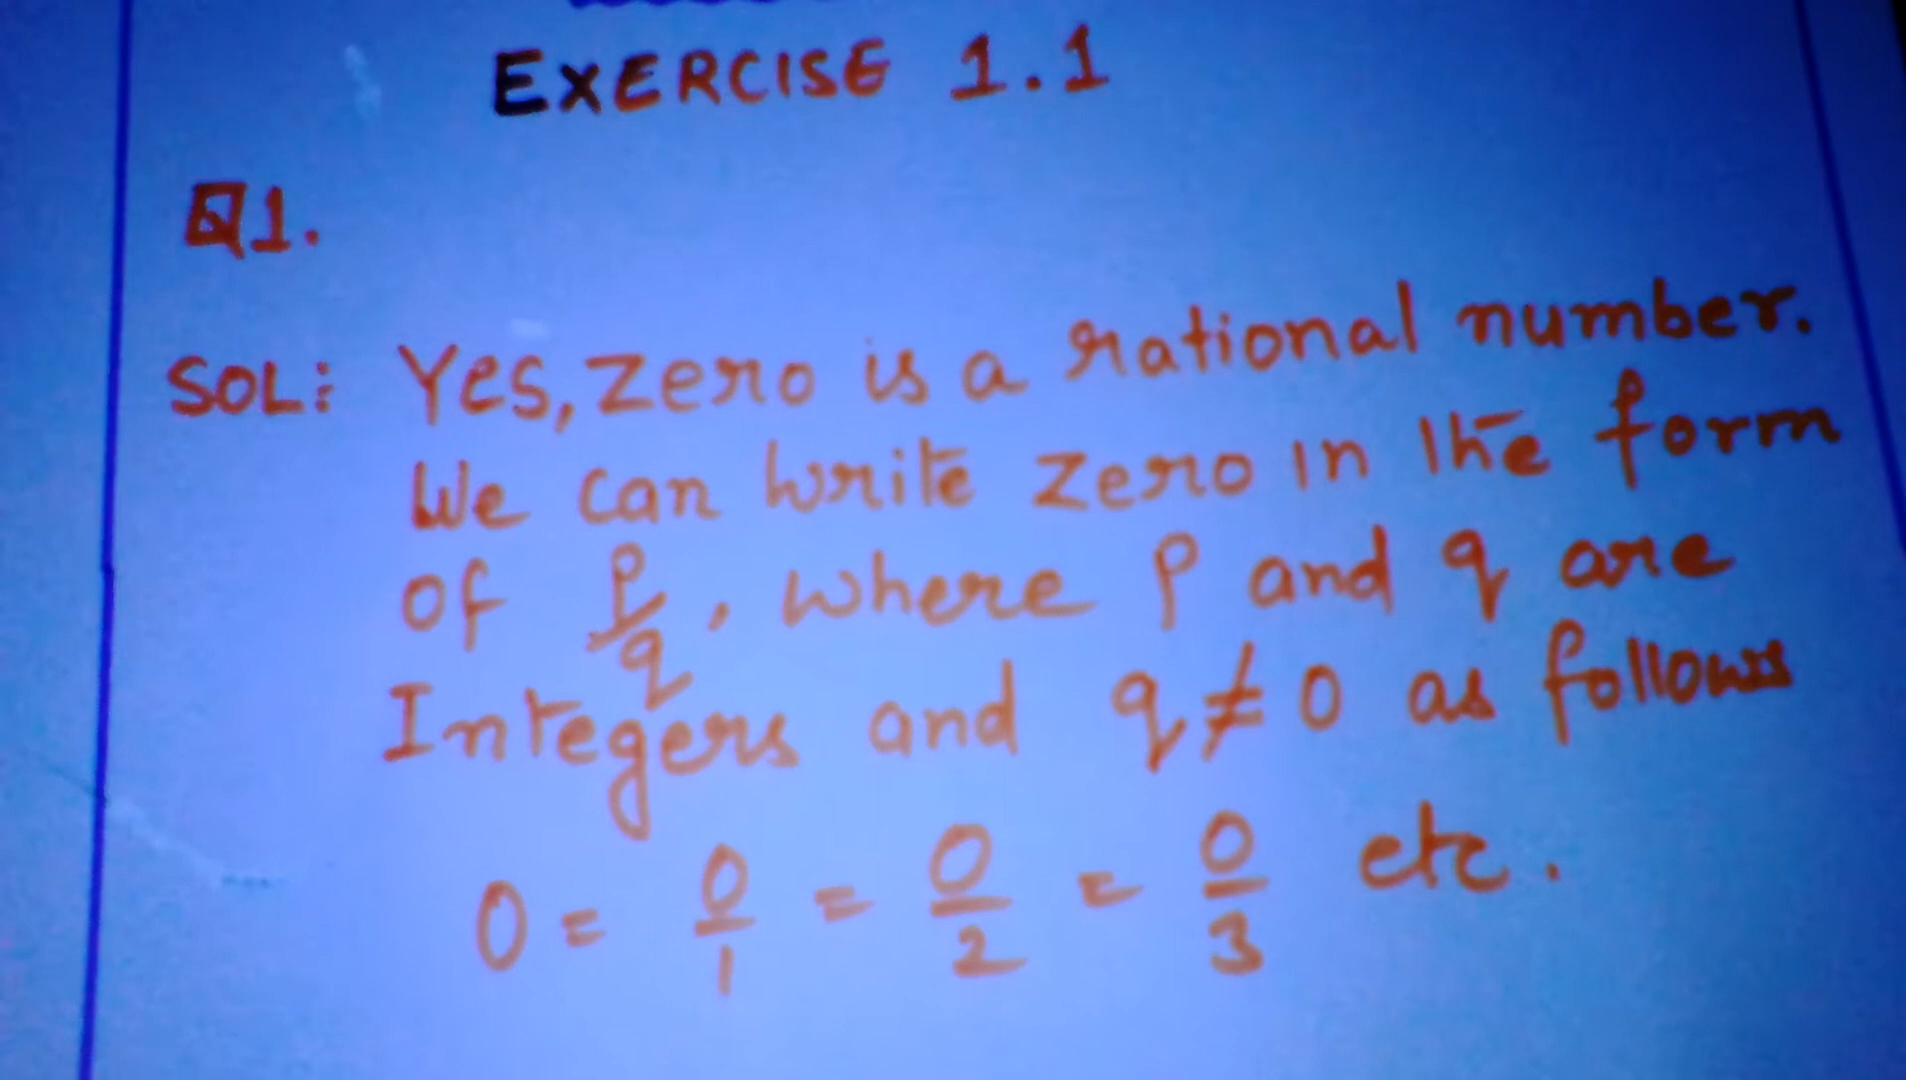 EXERCISE 1.1
Q1.
SOL: Yes, zero is a rational number.
We can write zero in the form
of p/q, where p and q are
Integers and q ≠ 0 as follows
0 = 0/1 = 0/2 = 0/3 etc.